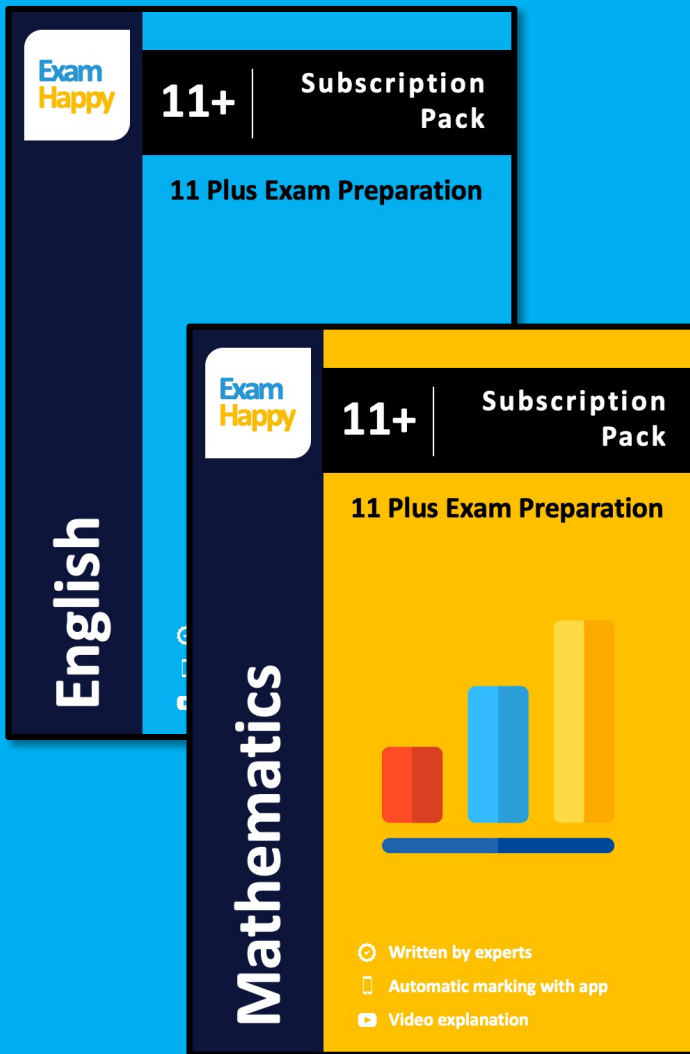 Exam
Happy
11+
Subscription
Pack
11 Plus Exam Preparation
English
Exam
Happy
11+
Subscription
Pack
11 Plus Exam Preparation
Mathematics
Written by experts
Automatic marking with app
Video explanation